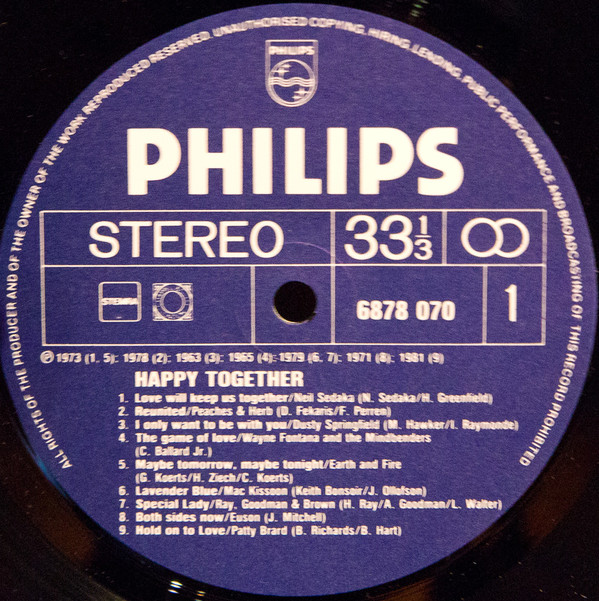 ALL RIGHTS OF THE PRODUCER AND OF THE OWNER OF THE WORK REPRODUCED RESERVED. UNAUTHORISED COPYING, HIRING, LENDING, PUBLIC PERFORMANCE AND BROADCASTING OF THIS RECORD PROHIBITED
PHILIPS
PHILIPS
STEREO 33 1/3
STEMRA 6878 070 1
℗ 1973 (1. 5): 1978 (2): 1963 (3): 1965 (4): 1979 (6. 7): 1971 (8): 1981 (9)
HAPPY TOGETHER
1. Love will keep us together/Neil Sedaka (N. Sedaka/H. Greenfield)
2. Reunited/Peaches & Herb (D. Fekaris/F. Perren)
3. I only want to be with you/Dusty Springfield (M. Hawker/I. Raymonde)
4. The game of love/Wayne Fontana and the Mindbenders
(C. Ballard Jr.)
5. Maybe tomorrow, maybe tonight/Earth and Fire
(G. Koerts/H. Ziech/C. Koerts)
6. Lavender Blue/Mac Kissoon (Keith Bonsoir/J. Ollofson)
7. Special Lady/Ray, Goodman & Brown (H. Ray/A. Goodman/L. Walter)
8. Both sides now/Euson (J. Mitchell)
9. Hold on to Love/Patty Brard (B. Richards/B. Hart)